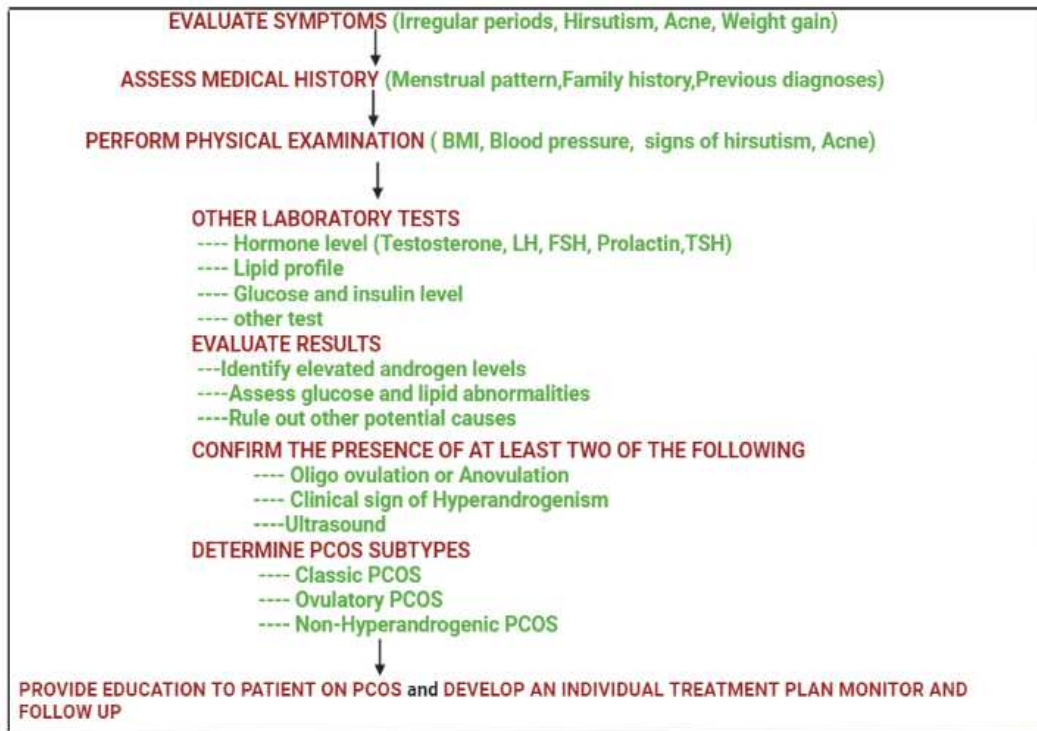 EVALUATE SYMPTOMS (Irregular periods, Hirsutism, Acne, Weight gain)
ASSESS MEDICAL HISTORY (Menstrual pattern,Family history,Previous diagnoses)
PERFORM PHYSICAL EXAMINATION ( BMI, Blood pressure, signs of hirsutism, Acne)
OTHER LABORATORY TESTS
---- Hormone level (Testosterone, LH, FSH, Prolactin,TSH)
---- Lipid profile
---- Glucose and insulin level
---- other test
EVALUATE RESULTS
---Identify elevated androgen levels
----Assess glucose and lipid abnormalities
----Rule out other potential causes
CONFIRM THE PRESENCE OF AT LEAST TWO OF THE FOLLOWING
---- Oligo ovulation or Anovulation
---- Clinical sign of Hyperandrogenism
----Ultrasound
DETERMINE PCOS SUBTYPES
---- Classic PCOS
---- Ovulatory PCOS
---- Non-Hyperandrogenic PCOS
PROVIDE EDUCATION TO PATIENT ON PCOS and DEVELOP AN INDIVIDUAL TREATMENT PLAN MONITOR AND
FOLLOW UP